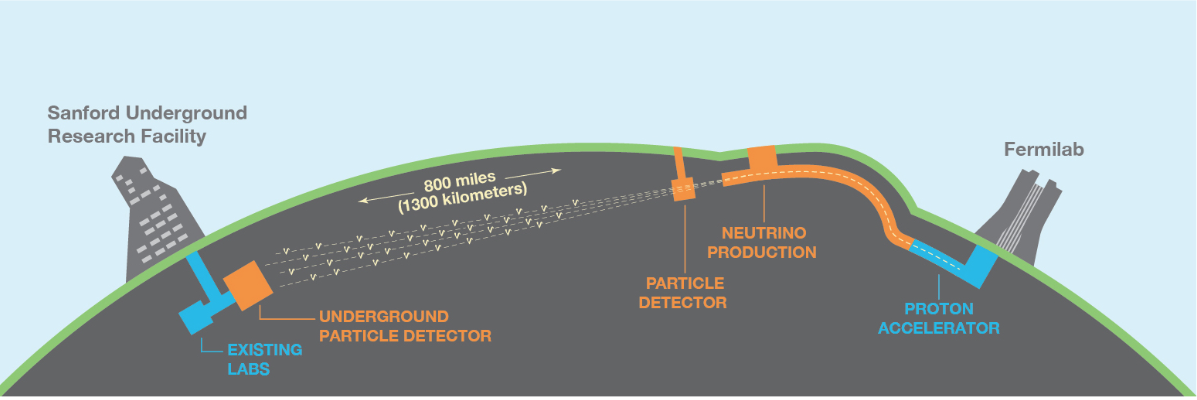 Sanford Underground
Research Facility
Fermilab
800 miles
(1300 kilometers)
NEUTRINO
PRODUCTION
PARTICLE
DETECTOR
PROTON
ACCELERATOR
UNDERGROUND
PARTICLE DETECTOR
EXISTING
LABS